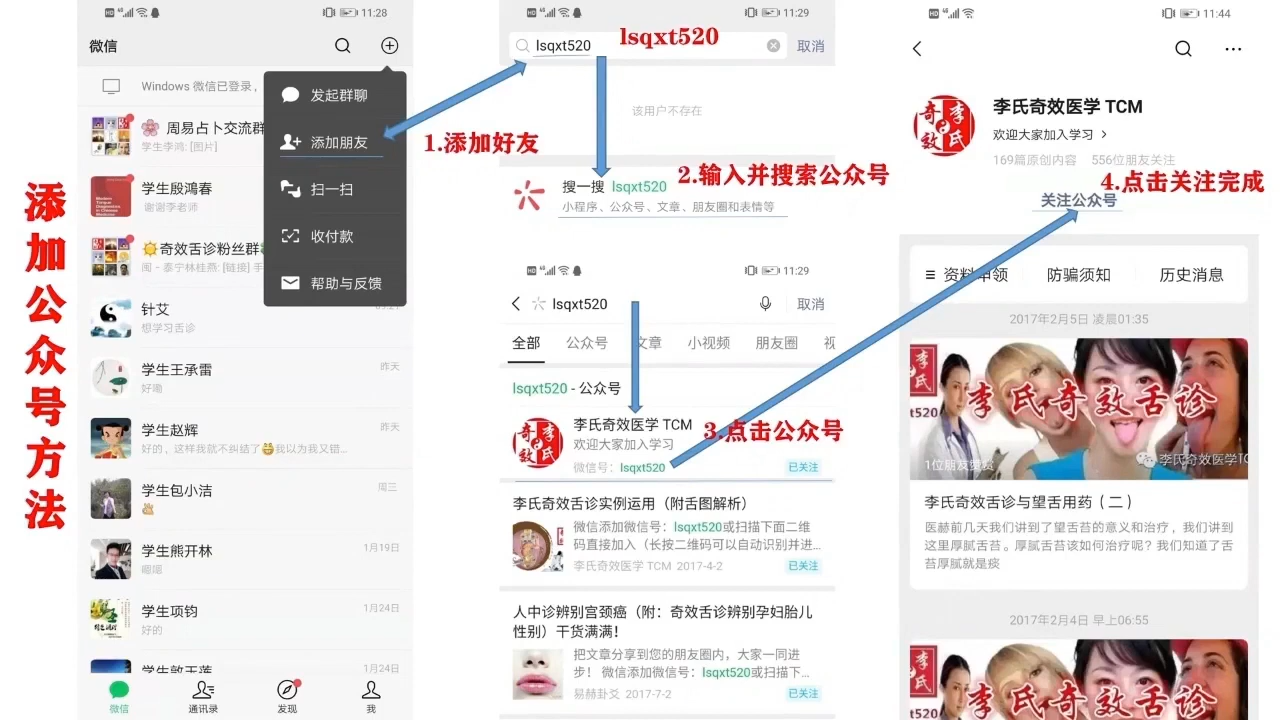 添加公众号方法
11:28
微信
Windows 微信已登录，
发起群聊
添加朋友
扫一扫
收付款
帮助与反馈
周易占卜交流群
学生李鸿: [图片]
学生殷鸿春
谢谢李老师
奇效舌诊粉丝群
闽-泰宁林桂燕: [链接] 手
针艾
想学习舌诊
学生王承雷
昨天
好嘞
学生赵辉
昨天
好的，这样我就不纠结了😁我以为我又错...
学生包小洁
周三
学生熊开林
1月19日
嗯嗯
学生项钧
1月24日
好的
1月24日
微信
通讯录
发现
我
1.添加好友
11:29
lsqxt520
取消
lsqxt520
该用户不存在
搜一搜 lsqxt520
小程序、公众号、文章、朋友圈和表情等
2.输入并搜索公众号
11:29
lsqxt520
取消
全部
公众号
文章
小视频
朋友圈
视
lsqxt520 - 公众号
李氏奇效
李氏奇效医学 TCM
欢迎大家加入学习
微信号: lsqxt520
已关注
3.点击公众号
李氏奇效舌诊实例运用（附舌图解析）
微信添加微信号：lsqxt520或扫描下面二维
码直接加入（长按二维码可以自动识别并进...
李氏奇效医学 TCM 2017-4-2
已关注
人中诊辨别宫颈癌（附：奇效舌诊辨别孕妇胎儿
性别）干货满满！
把文章分享到您的朋友圈内，大家一同进
步！ 微信添加微信号：lsqxt520或扫描下...
易赫卦爻 2017-7-2
已关注
11:44
李氏奇效
李氏奇效医学 TCM
欢迎大家加入学习
169篇原创内容 556位朋友关注
4.点击关注完成
关注公众号
资料申领
防骗须知
历史消息
2017年2月5日 凌晨01:35
李氏
t520
李氏奇效舌诊
1位朋友赞赏
李氏奇效医学TC
李氏奇效舌诊与望舌用药（二）
医赫前几天我们讲到了望舌苔的意义和治疗，我们讲到
这里厚腻舌苔。厚腻舌苔该如何治疗呢？我们知道了舌
苔厚腻就是痰
2017年2月4日 早上06:55
李氏
t520
李氏奇效舌诊